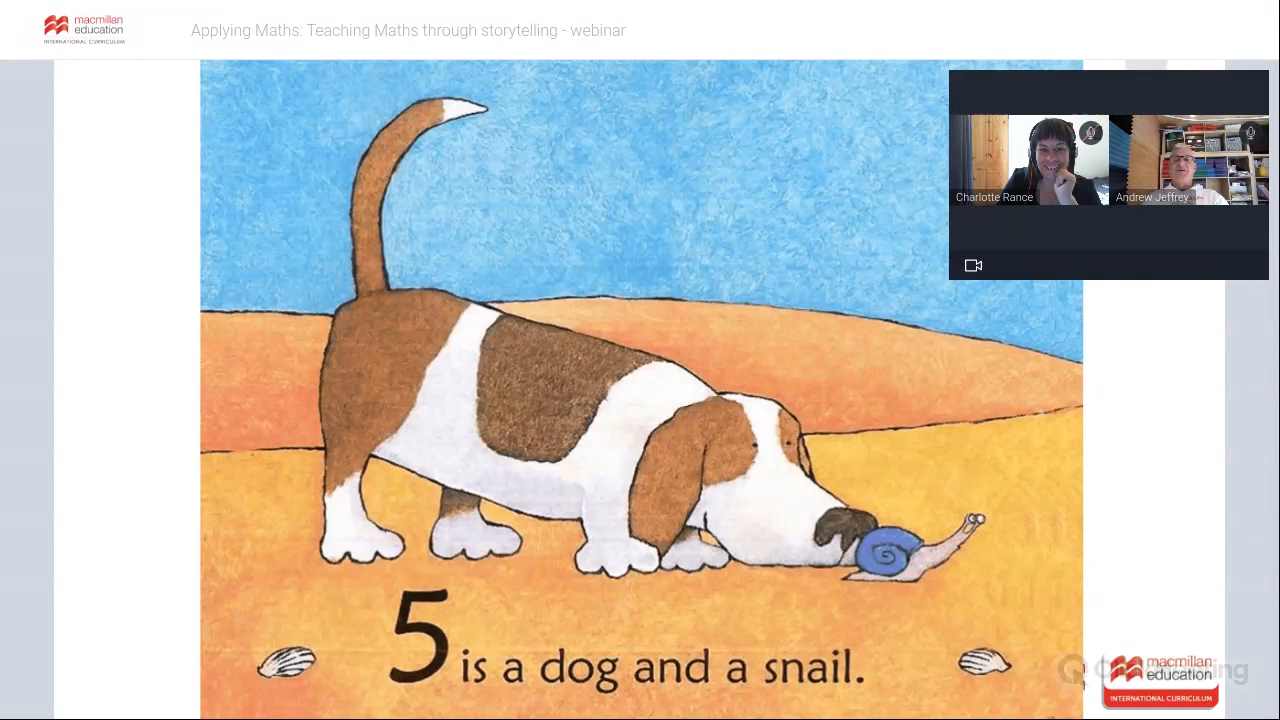 macmillan
education
INTERNATIONAL CURRICULUM
Applying Maths: Teaching Maths through storytelling - webinar
Charlotte Rance
Andrew Jeffrey
5 is a dog and a snail.
macmillan
education
INTERNATIONAL CURRICULUM